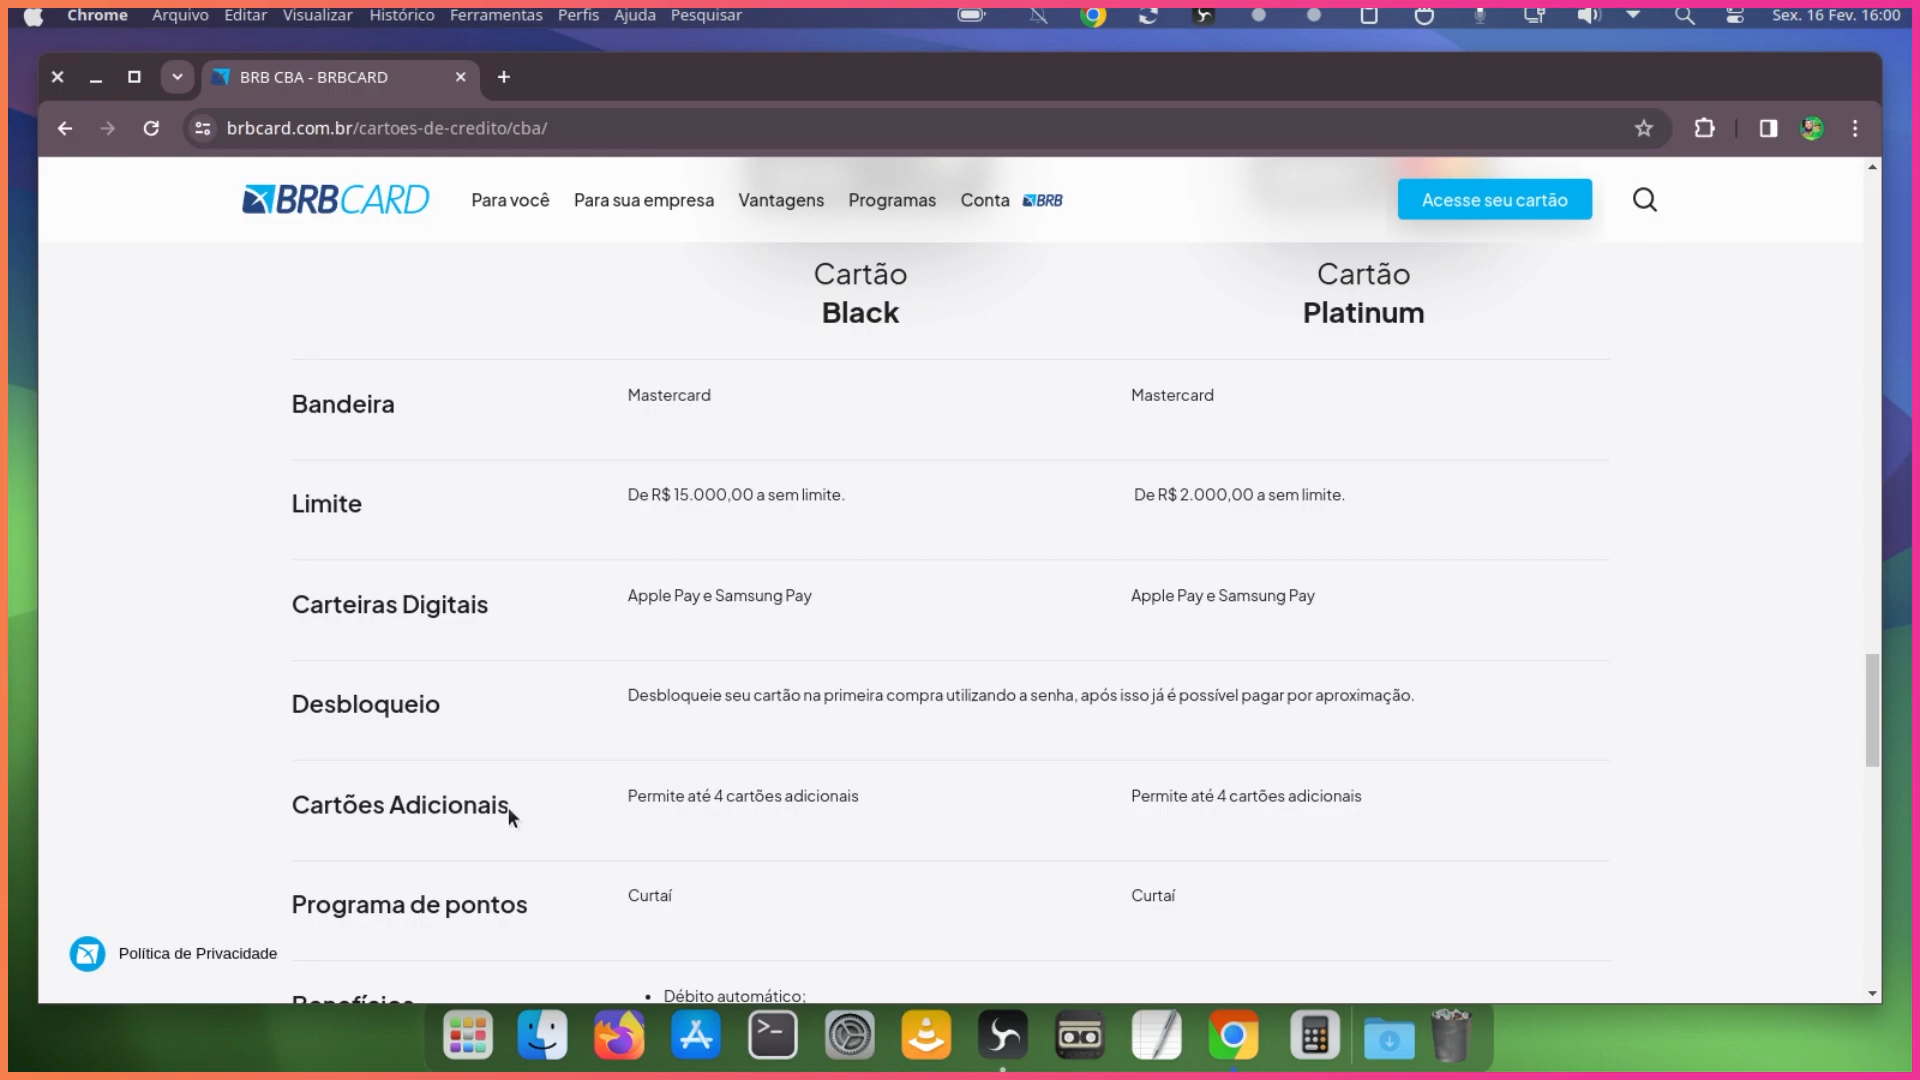 Chrome Arquivo Editar Visualizar Histórico Ferramentas Perfis Ajuda Pesquisar Sex. 16 Fev. 16:00
BRB CBA - BRBCARD
brbcard.com.br/cartoes-de-credito/cba/
BRBCARD Para você Para sua empresa Vantagens Programas Conta BRB Acesse seu cartão
Cartão Cartão
Black Platinum
Bandeira Mastercard Mastercard
Limite De R$ 15.000,00 a sem limite. De R$ 2.000,00 a sem limite.
Carteiras Digitais Apple Pay e Samsung Pay Apple Pay e Samsung Pay
Desbloqueio Desbloqueie seu cartão na primeira compra utilizando a senha, após isso já é possível pagar por aproximação.
Cartões Adicionais Permite até 4 cartões adicionais Permite até 4 cartões adicionais
Programa de pontos Curtaí Curtaí
Política de Privacidade
Benefícios • Débito automático;